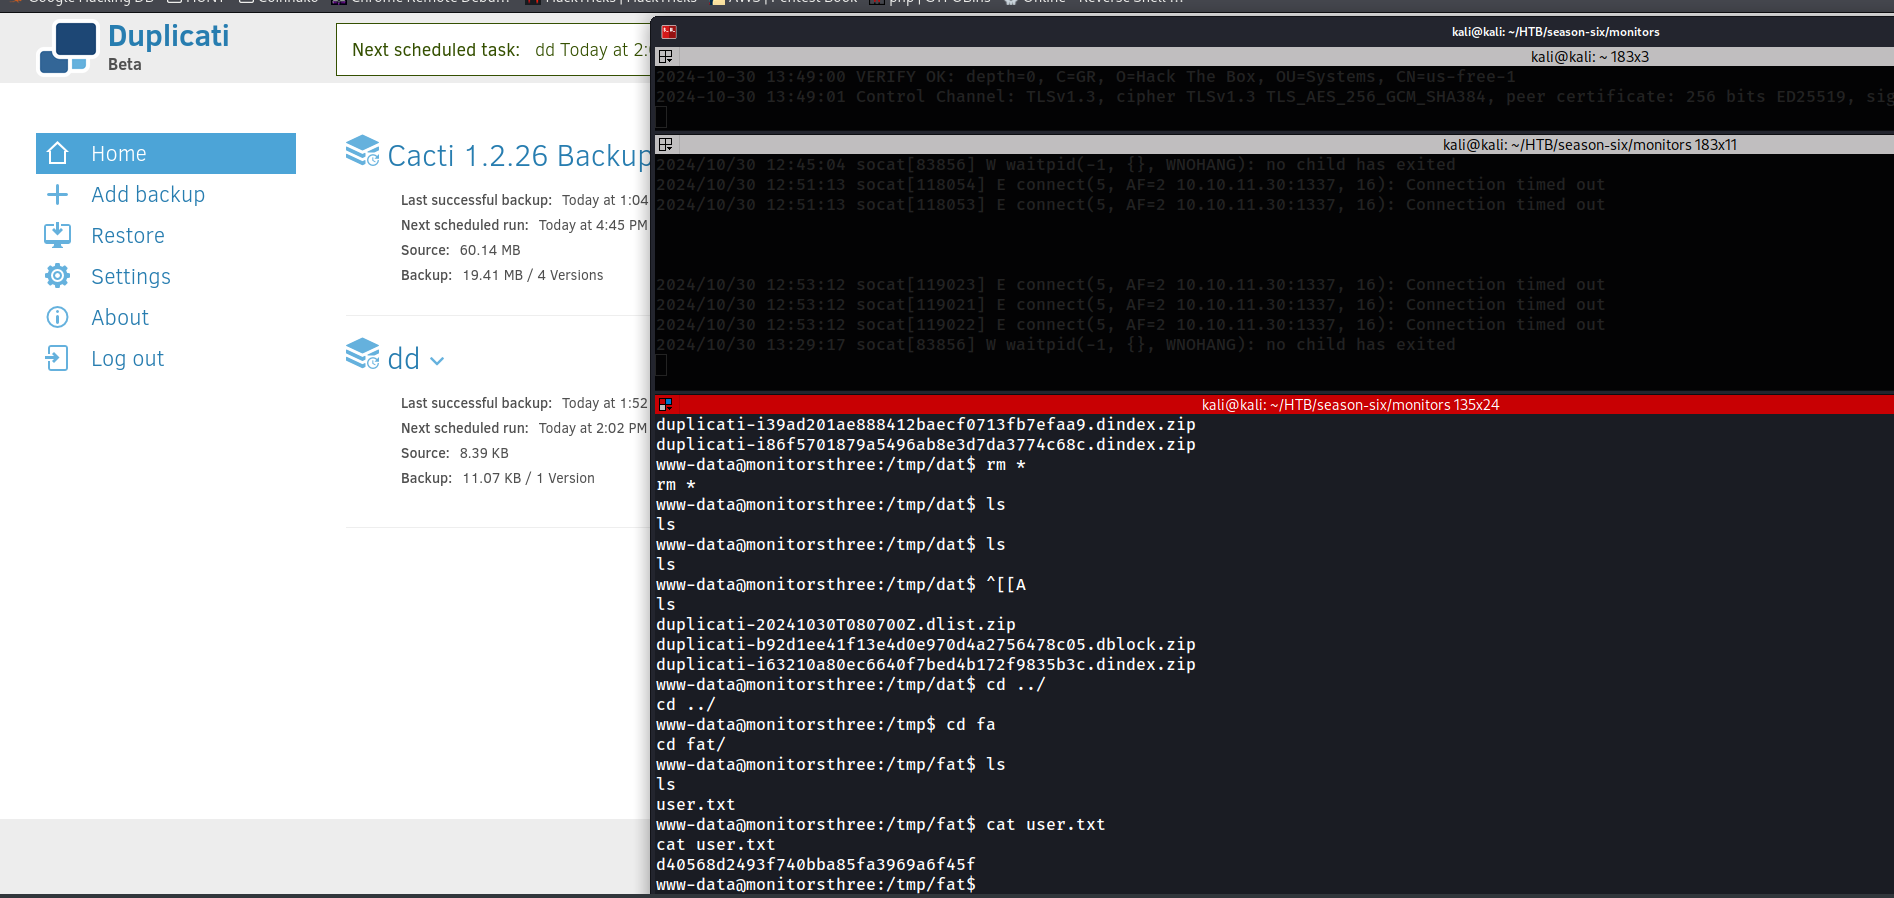 Duplicati
Beta
Next scheduled task: dd Today at 2:0
Home
Add backup
Restore
Settings
About
Log out
Cacti 1.2.26 Backup
Last successful backup: Today at 1:04
Next scheduled run: Today at 4:45 PM
Source: 60.14 MB
Backup: 19.41 MB / 4 Versions
dd
Last successful backup: Today at 1:52
Next scheduled run: Today at 2:02 PM
Source: 8.39 KB
Backup: 11.07 KB / 1 Version
kali@kali: ~/HTB/season-six/monitors
kali@kali: ~ 183x3
2024-10-30 13:49:00 VERIFY OK: depth=0, C=GR, O=Hack The Box, OU=Systems, CN=us-free-1
2024-10-30 13:49:01 Control Channel: TLSv1.3, cipher TLSv1.3 TLS_AES_256_GCM_SHA384, peer certificate: 256 bits ED25519, sig
kali@kali: ~/HTB/season-six/monitors 183x11
2024/10/30 12:45:04 socat[83856] W waitpid(-1, {}, WNOHANG): no child has exited
2024/10/30 12:51:13 socat[118054] E connect(5, AF=2 10.10.11.30:1337, 16): Connection timed out
2024/10/30 12:51:13 socat[118053] E connect(5, AF=2 10.10.11.30:1337, 16): Connection timed out
2024/10/30 12:53:12 socat[119023] E connect(5, AF=2 10.10.11.30:1337, 16): Connection timed out
2024/10/30 12:53:12 socat[119021] E connect(5, AF=2 10.10.11.30:1337, 16): Connection timed out
2024/10/30 12:53:12 socat[119022] E connect(5, AF=2 10.10.11.30:1337, 16): Connection timed out
2024/10/30 13:29:17 socat[83856] W waitpid(-1, {}, WNOHANG): no child has exited
kali@kali: ~/HTB/season-six/monitors 135x24
duplicati-i39ad201ae888412baecf0713fb7efaa9.dindex.zip
duplicati-i86f5701879a5496ab8e3d7da3774c68c.dindex.zip
www-data@monitorsthree:/tmp/dat$ rm *
rm *
www-data@monitorsthree:/tmp/dat$ ls
ls
www-data@monitorsthree:/tmp/dat$ ls
ls
www-data@monitorsthree:/tmp/dat$ ^[[A
ls
duplicati-20241030T080700Z.dlist.zip
duplicati-b92d1ee41f13e4d0e970d4a2756478c05.dblock.zip
duplicati-i63210a80ec6640f7bed4b172f9835b3c.dindex.zip
www-data@monitorsthree:/tmp/dat$ cd ../
cd ../
www-data@monitorsthree:/tmp$ cd fa
cd fat/
www-data@monitorsthree:/tmp/fat$ ls
ls
user.txt
www-data@monitorsthree:/tmp/fat$ cat user.txt
cat user.txt
d40568d2493f740bba85fa3969a6f45f
www-data@monitorsthree:/tmp/fat$